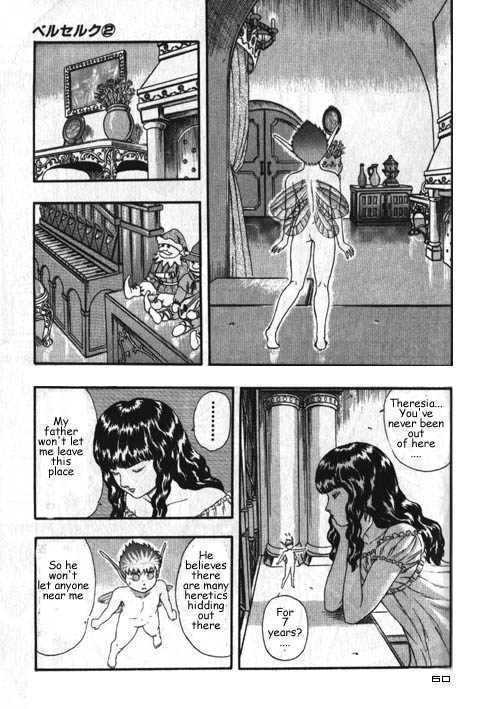 ベルセルク②
Theresia...
You've
never been
out
of here
....
For
7
years?
....
.........
My
father
won't let
me leave
this
place
He
believes
there
are many
heretics
hidding
out
there
So he
won't
let anyone
near me
60